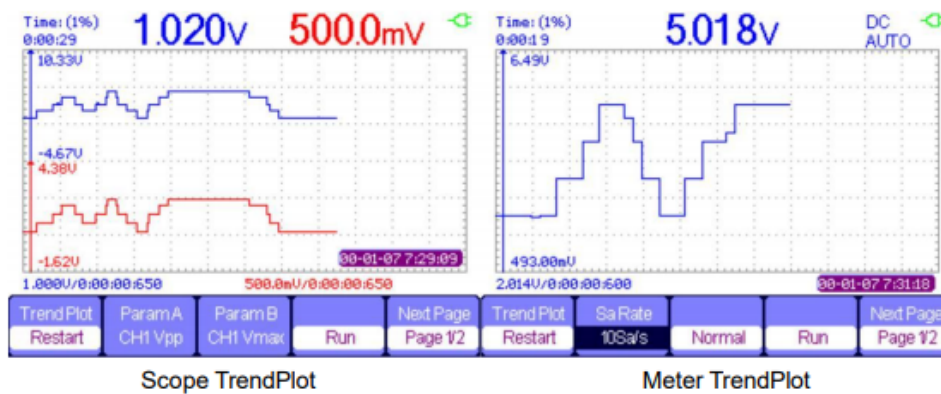 Time: (1%) 1.020V 500.0mV
0:00:29
10.33V
-4.67V
4.38V
-1.62V
00-01-07 7:29:09
1.000V/0:00:00:650 500.0mV/0:00:00:650
Trend Plot Param A Param B Next Page
Restart CH1 Vpp CH1 Vmax Run Page 1/2
Scope TrendPlot
Time: (1%) 5.018V DC
0:00:19 AUTO
6.49V
493.00mV
2.014V/0:00:00:600 00-01-07 7:31:18
Trend Plot Sa Rate Next Page
Restart 10Sa/s Normal Run Page 1/2
Meter TrendPlot